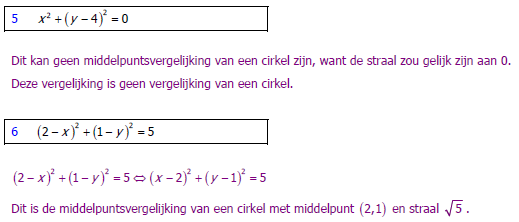 5 x² + (y − 4)² = 0
Dit kan geen middelpuntsvergelijking van een cirkel zijn, want de straal zou gelijk zijn aan 0.
Deze vergelijking is geen vergelijking van een cirkel.
6 (2 − x)² + (1 − y)² = 5
(2 − x)² + (1 − y)² = 5 ⇔ (x − 2)² + (y − 1)² = 5
Dit is de middelpuntsvergelijking van een cirkel met middelpunt (2,1) en straal √5 .